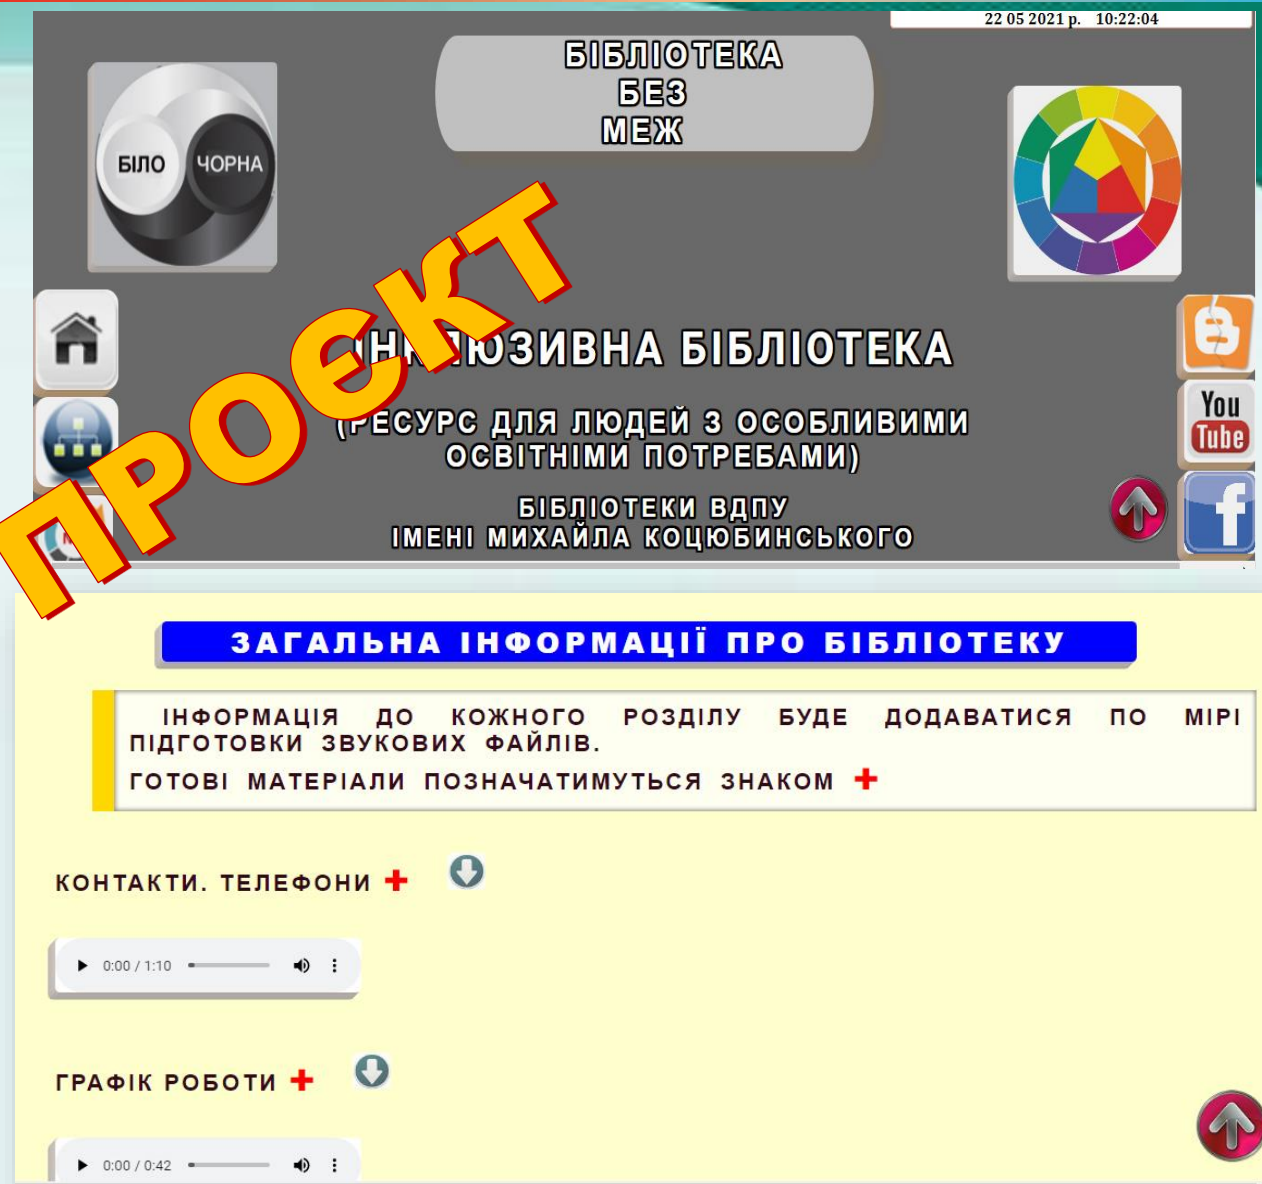 22 05 2021 р. 10:22:04
БІБЛІОТЕКА
БЕЗ
МЕЖ
БІЛО
ЧОРНА
ПРОЄКТ
ІНКЛЮЗИВНА БІБЛІОТЕКА
(РЕСУРС ДЛЯ ЛЮДЕЙ З ОСОБЛИВИМИ
ОСВІТНІМИ ПОТРЕБАМИ)
БІБЛІОТЕКИ ВДПУ
ІМЕНІ МИХАЙЛА КОЦЮБИНСЬКОГО
You
Tube
f
ЗАГАЛЬНА ІНФОРМАЦІЇ ПРО БІБЛІОТЕКУ
ІНФОРМАЦІЯ ДО КОЖНОГО РОЗДІЛУ БУДЕ ДОДАВАТИСЯ ПО МІРІ
ПІДГОТОВКИ ЗВУКОВИХ ФАЙЛІВ.
ГОТОВІ МАТЕРІАЛИ ПОЗНАЧАТИМУТЬСЯ ЗНАКОМ +
КОНТАКТИ. ТЕЛЕФОНИ +
0:00 / 1:10
ГРАФІК РОБОТИ +
0:00 / 0:42